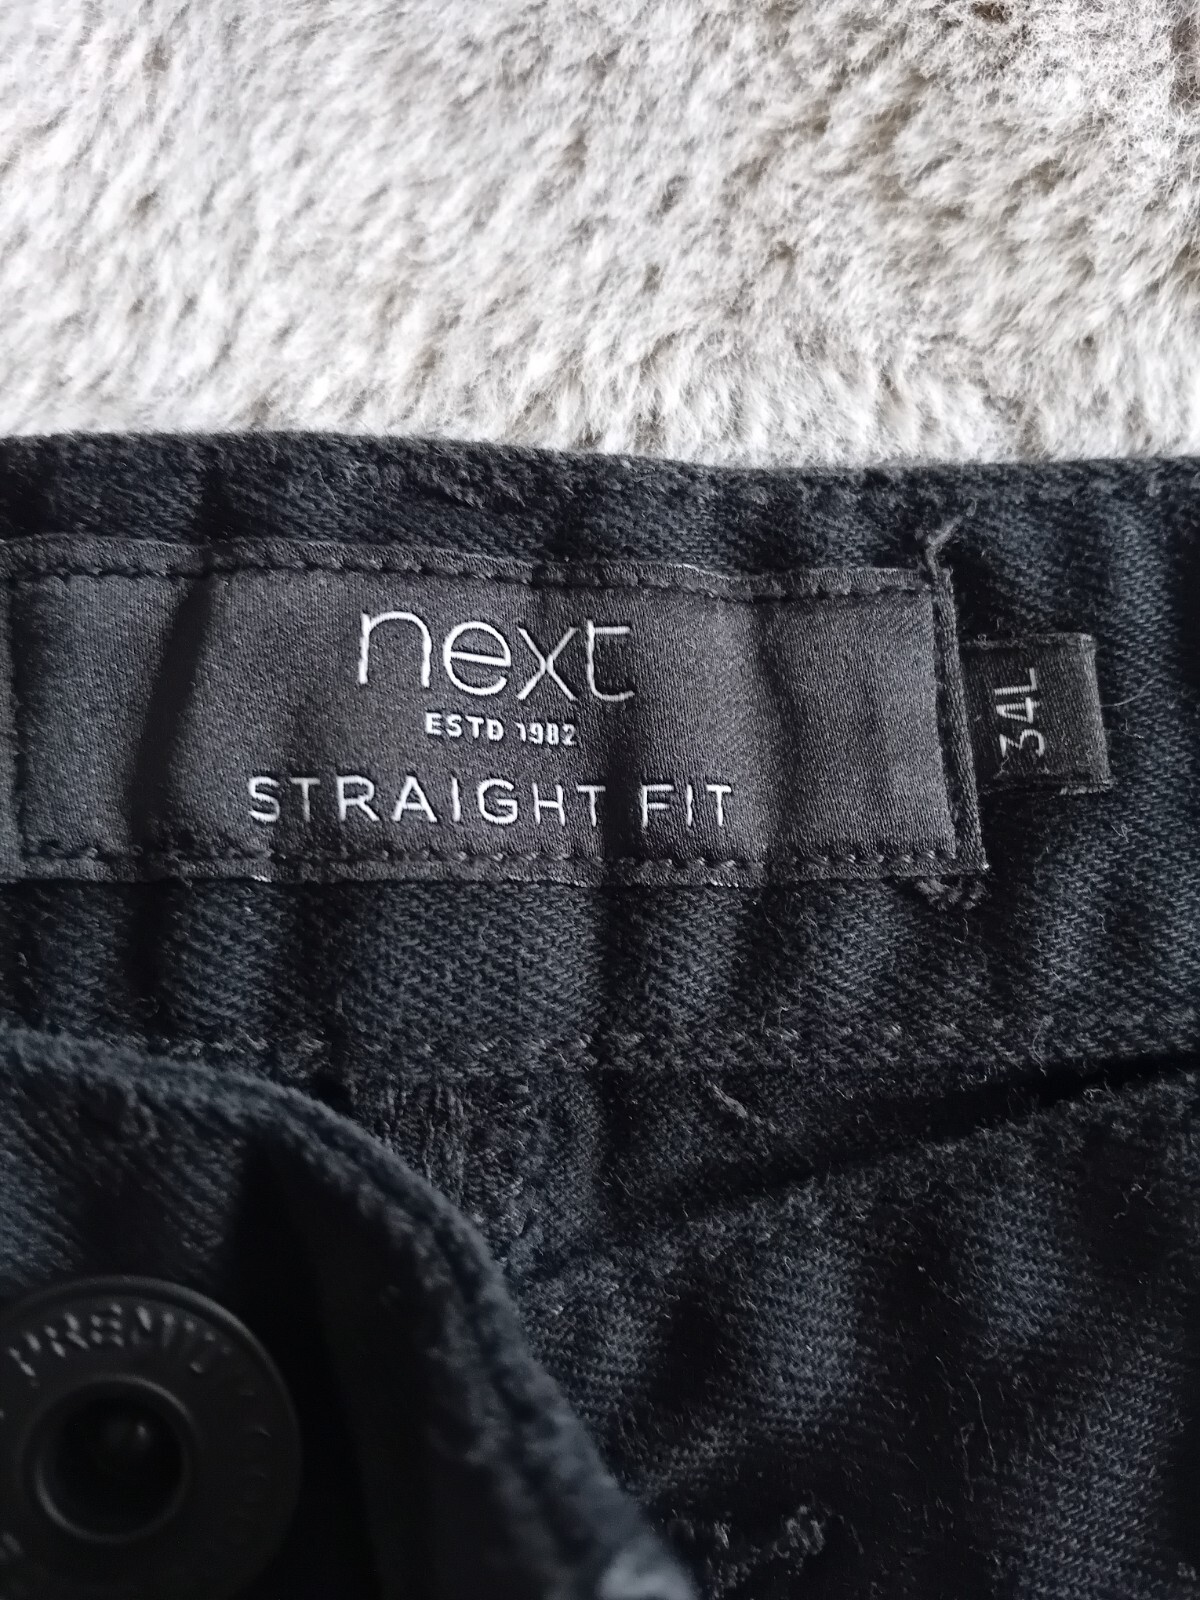 next
ESTD 1982
STRAIGHT FIT
34L